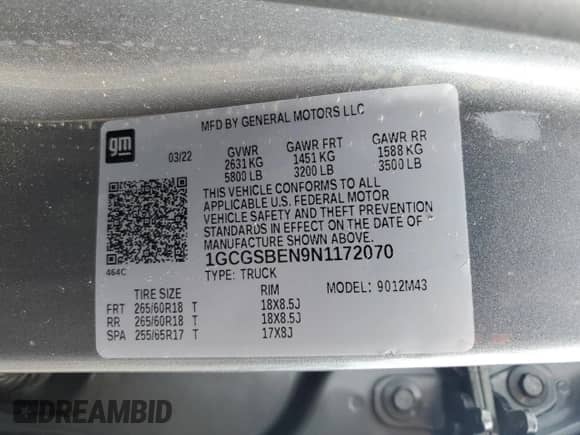 MFD BY GENERAL MOTORS LLC
gm
03/22
GVWR GAWR FRT GAWR RR
2631 KG 1451 KG 1588 KG
5800 LB 3200 LB 3500 LB
THIS VEHICLE CONFORMS TO ALL
APPLICABLE U.S. FEDERAL MOTOR
VEHICLE SAFETY AND THEFT PREVENTION
STANDARDS IN EFFECT ON THE DATE OF
MANUFACTURE SHOWN ABOVE.
464C
1GCGSBEN9N1172070
TYPE: TRUCK
MODEL: 9012M43
TIRE SIZE RIM
FRT 265/60R18 T 18X8.5J
RR 265/60R18 T 18X8.5J
SPA 255/65R17 T 17X8J
DREAMBID